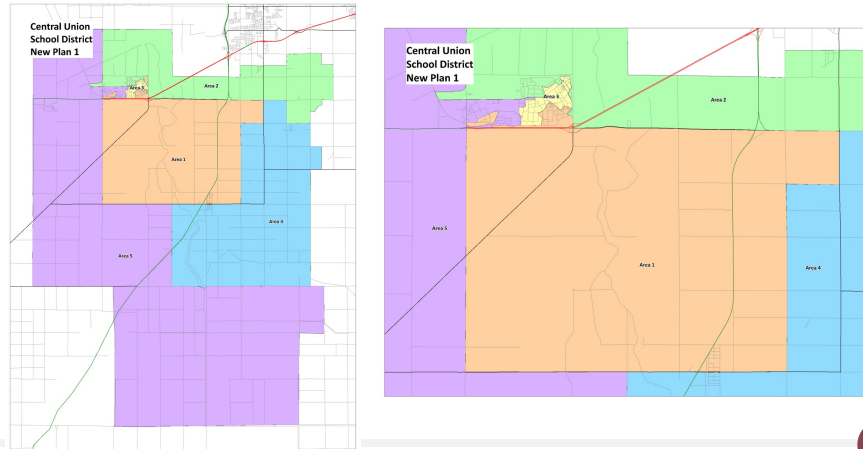 Central Union
School District
New Plan 1
Area 3
Area 2
Area 1
Area 4
Area 5
Central Union
School District
New Plan 1
Area 3
Area 2
Area 5
Area 1
Area 4